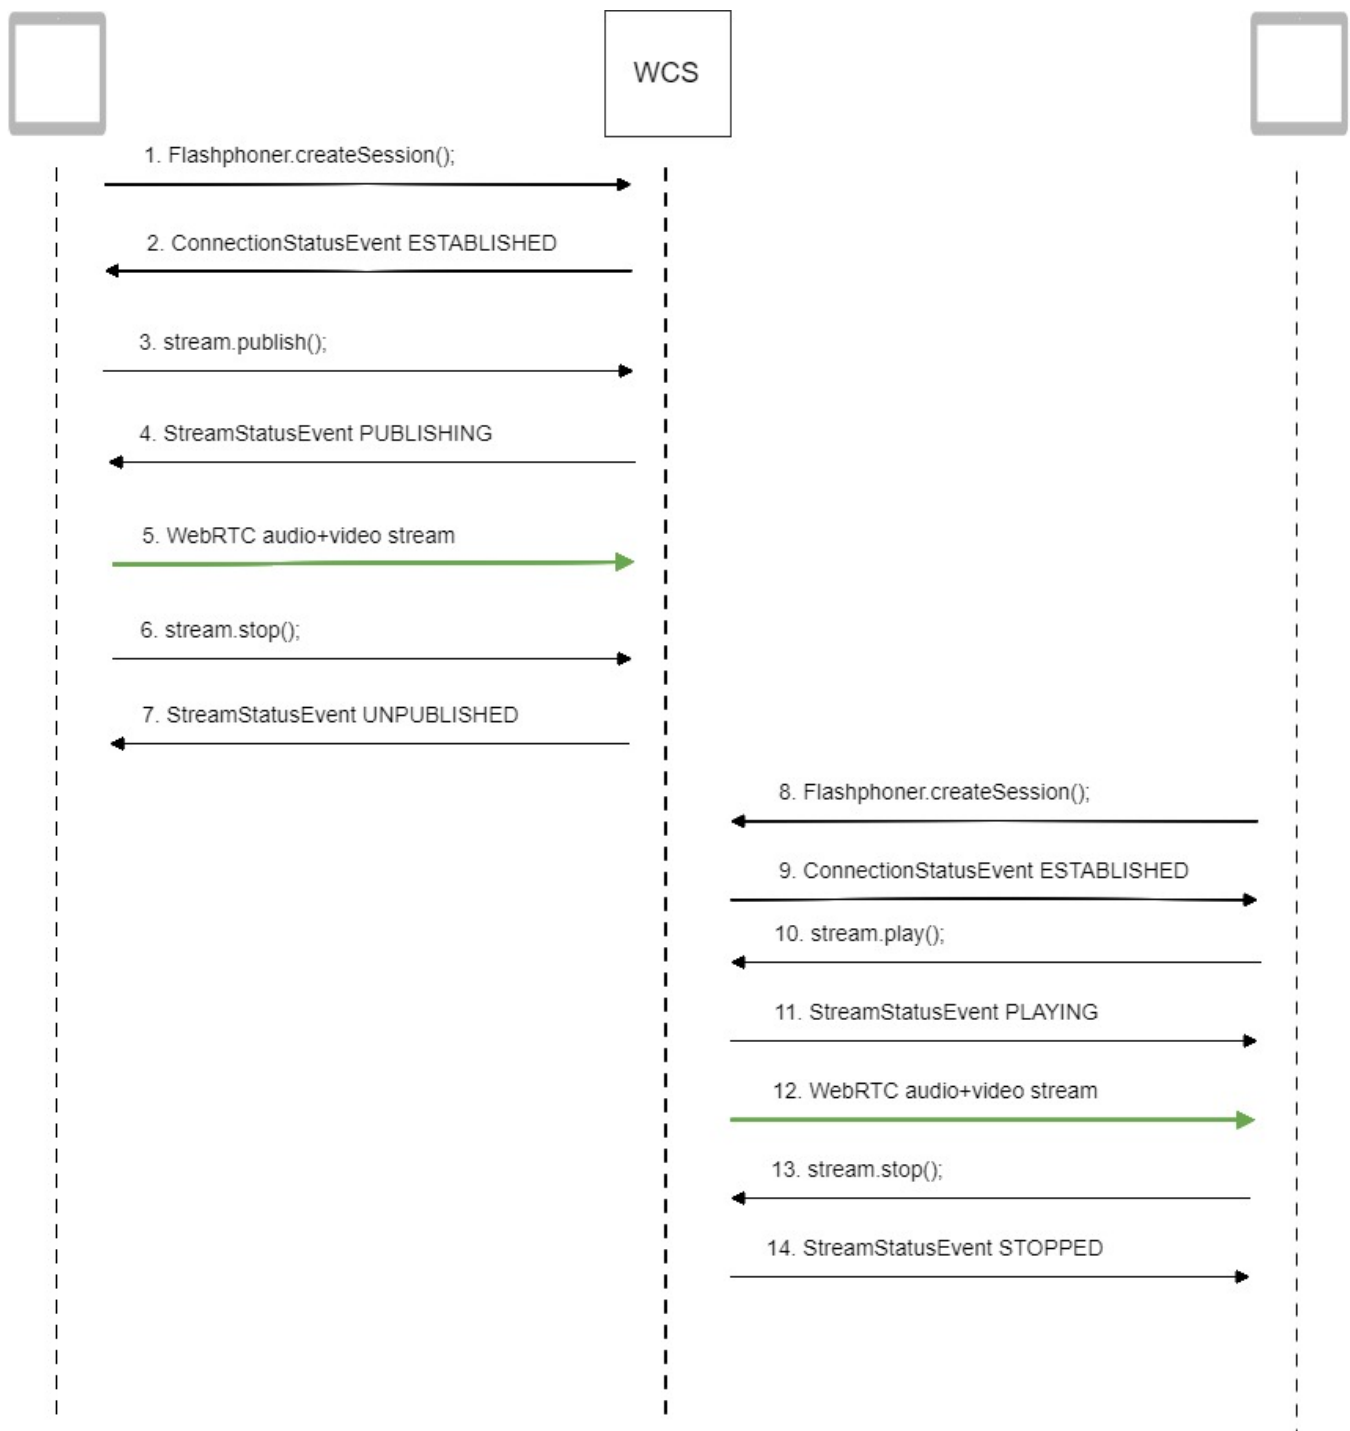 WCS
1. Flashphoner.createSession();
2. ConnectionStatusEvent ESTABLISHED
3. stream.publish();
4. StreamStatusEvent PUBLISHING
5. WebRTC audio+video stream
6. stream.stop();
7. StreamStatusEvent UNPUBLISHED
8. Flashphoner.createSession();
9. ConnectionStatusEvent ESTABLISHED
10. stream.play();
11. StreamStatusEvent PLAYING
12. WebRTC audio+video stream
13. stream.stop();
14. StreamStatusEvent STOPPED